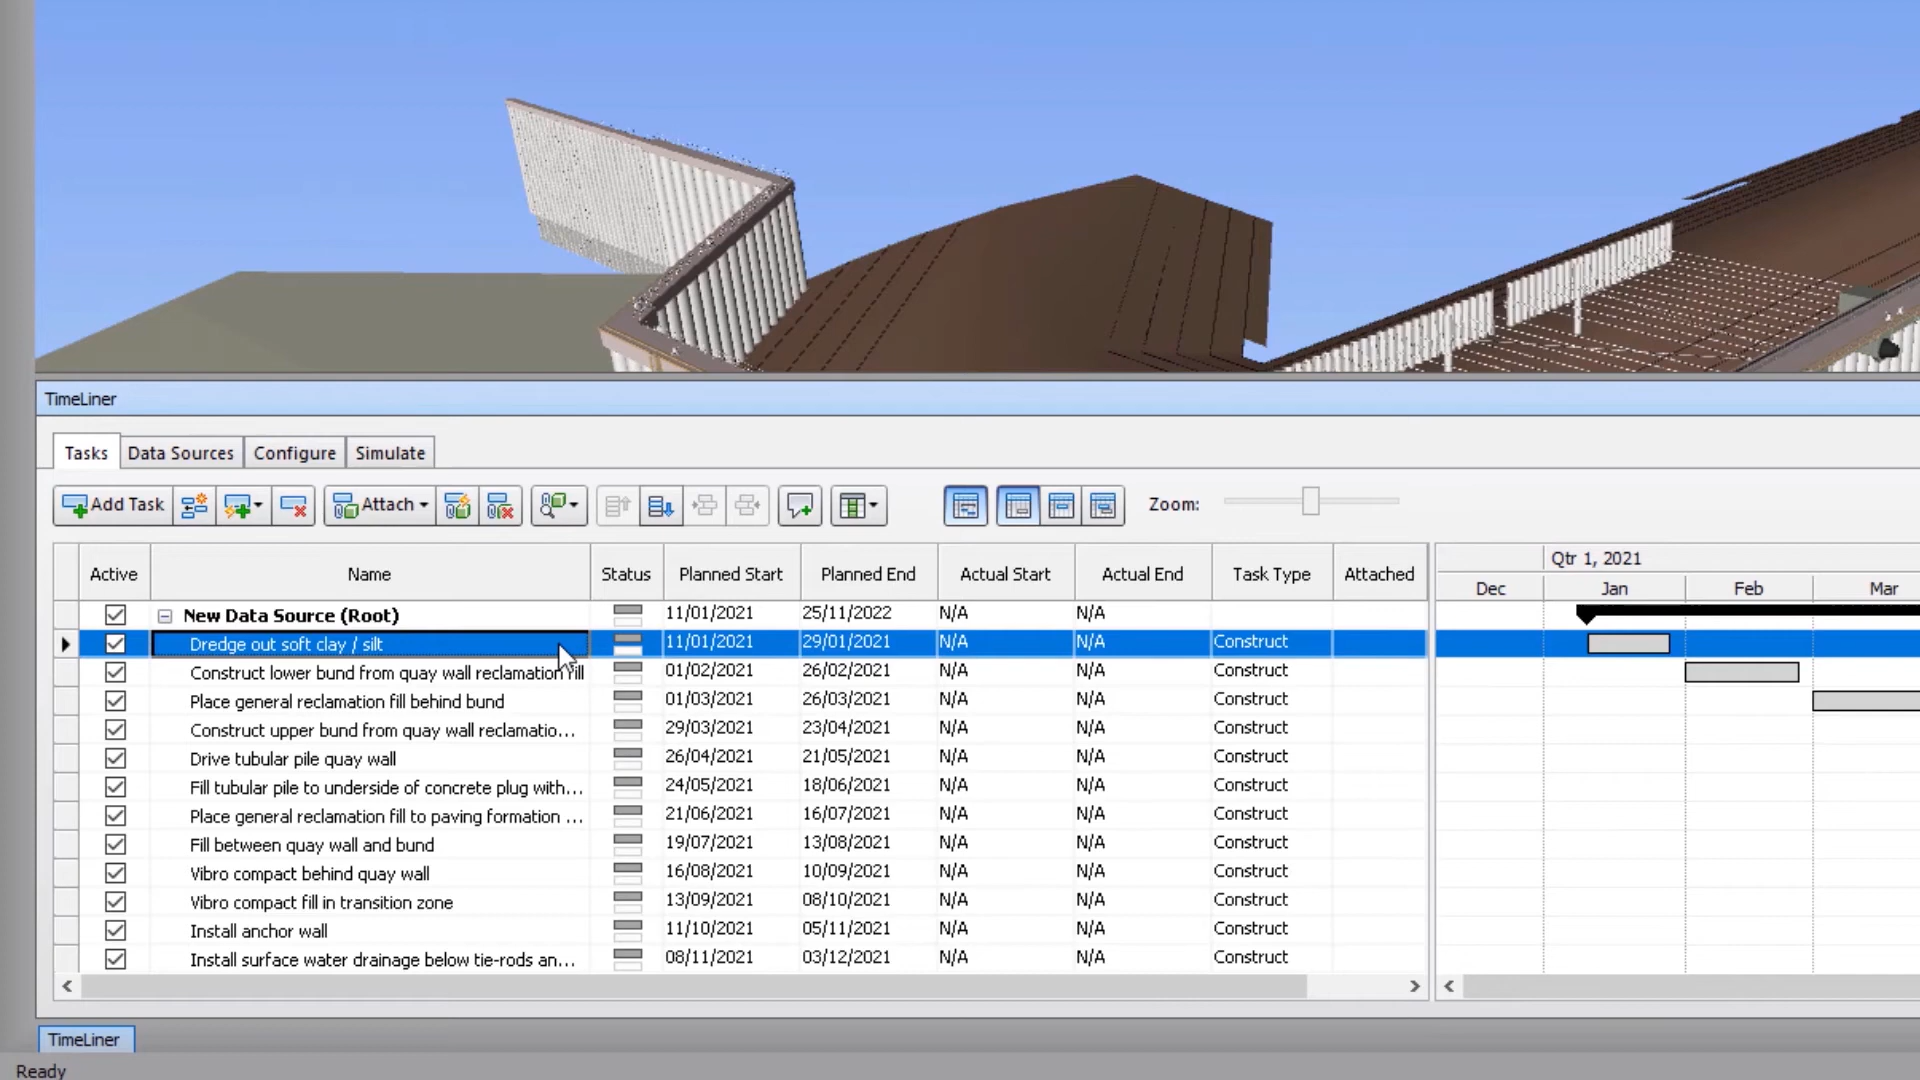 TimeLiner
Tasks Data Sources Configure Simulate
Add Task Attach Zoom:
Active Name Status Planned Start Planned End Actual Start Actual End Task Type Attached
Qtr 1, 2021
Dec Jan Feb Mar
New Data Source (Root) 11/01/2021 25/11/2022 N/A N/A
Dredge out soft clay / silt 11/01/2021 29/01/2021 N/A N/A Construct
Construct lower bund from quay wall reclamation fill 01/02/2021 26/02/2021 N/A N/A Construct
Place general reclamation fill behind bund 01/03/2021 26/03/2021 N/A N/A Construct
Construct upper bund from quay wall reclamatio... 29/03/2021 23/04/2021 N/A N/A Construct
Drive tubular pile quay wall 26/04/2021 21/05/2021 N/A N/A Construct
Fill tubular pile to underside of concrete plug with... 24/05/2021 18/06/2021 N/A N/A Construct
Place general reclamation fill to paving formation ... 21/06/2021 16/07/2021 N/A N/A Construct
Fill between quay wall and bund 19/07/2021 13/08/2021 N/A N/A Construct
Vibro compact behind quay wall 16/08/2021 10/09/2021 N/A N/A Construct
Vibro compact fill in transition zone 13/09/2021 08/10/2021 N/A N/A Construct
Install anchor wall 11/10/2021 05/11/2021 N/A N/A Construct
Install surface water drainage below tie-rods an... 08/11/2021 03/12/2021 N/A N/A Construct
TimeLiner
Ready